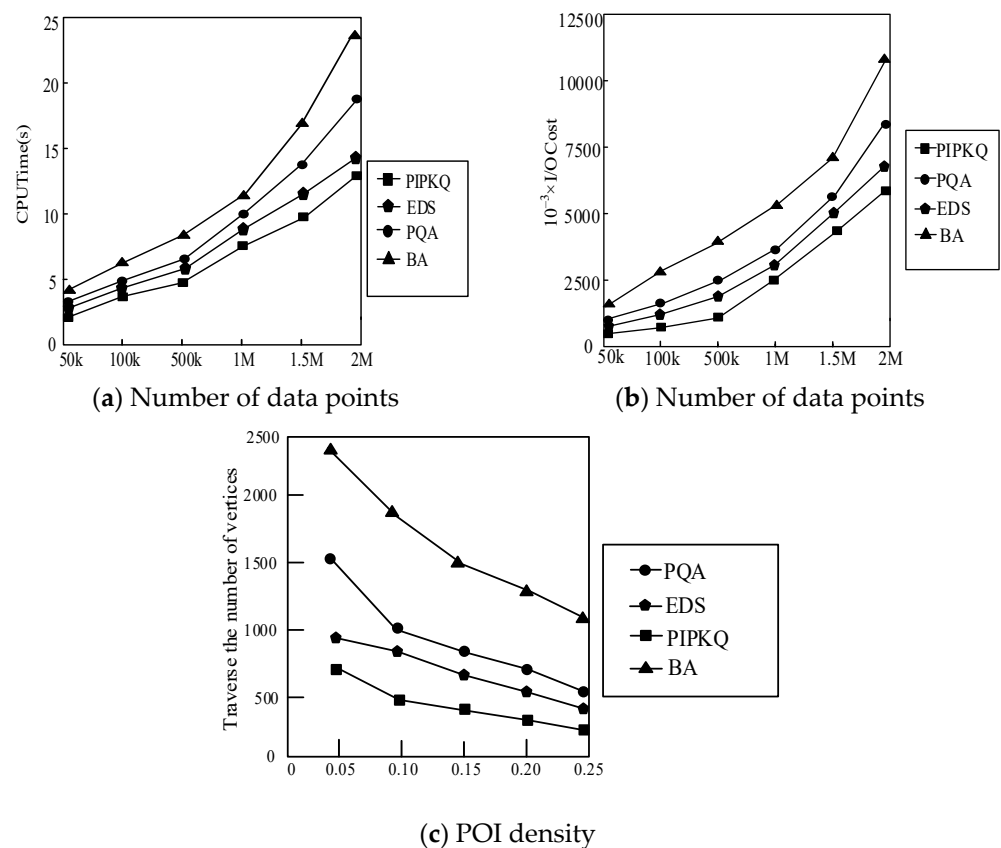 25
20
15
10
5
0
CPUTime(s)
50k 100k 500k 1M 1.5M 2M
PIPKQ
EDS
PQA
BA
(a) Number of data points
12500
10000
7500
5000
2500
0
10⁻³×I/OCost
50k 100k 500k 1M 1.5M 2M
PIPKQ
PQA
EDS
BA
(b) Number of data points
2500
2000
1500
1000
500
0
Traverse the number of vertices
0 0.05 0.10 0.15 0.20 0.25
PQA
EDS
PIPKQ
BA
(c) POI density